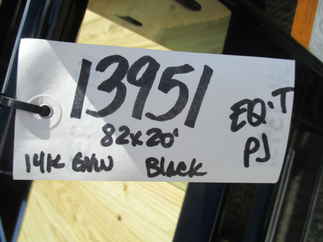 13951
EQ.T
82x20'
PJ
14K GVW Black